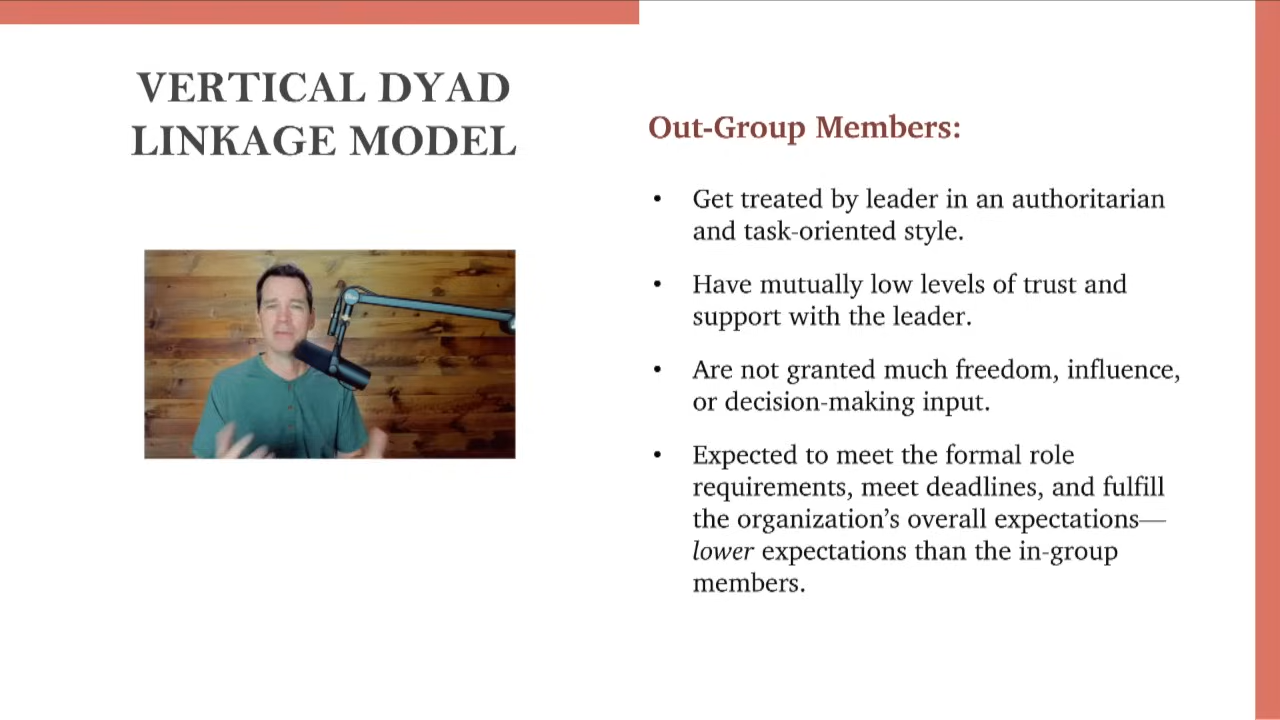 VERTICAL DYAD
LINKAGE MODEL
Out-Group Members:
• Get treated by leader in an authoritarian
and task-oriented style.
• Have mutually low levels of trust and
support with the leader.
• Are not granted much freedom, influence,
or decision-making input.
• Expected to meet the formal role
requirements, meet deadlines, and fulfill
the organization’s overall expectations—
lower expectations than the in-group
members.